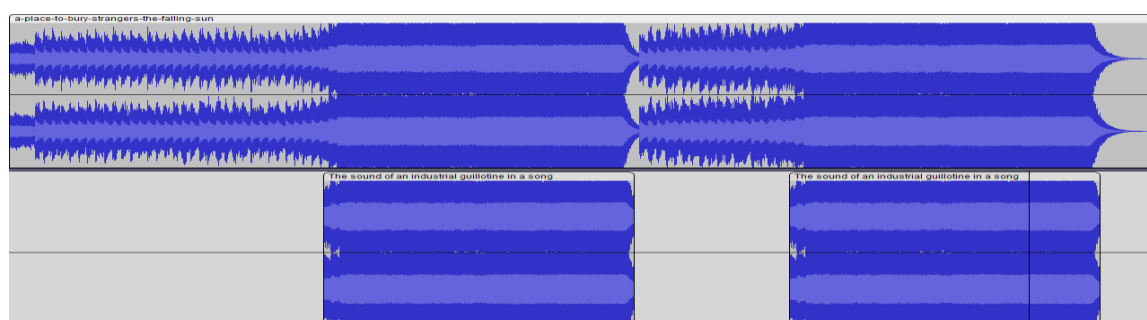 a-place-to-bury-strangers-the-falling-sun
The sound of an industrial guillotine in a song
The sound of an industrial guillotine in a song